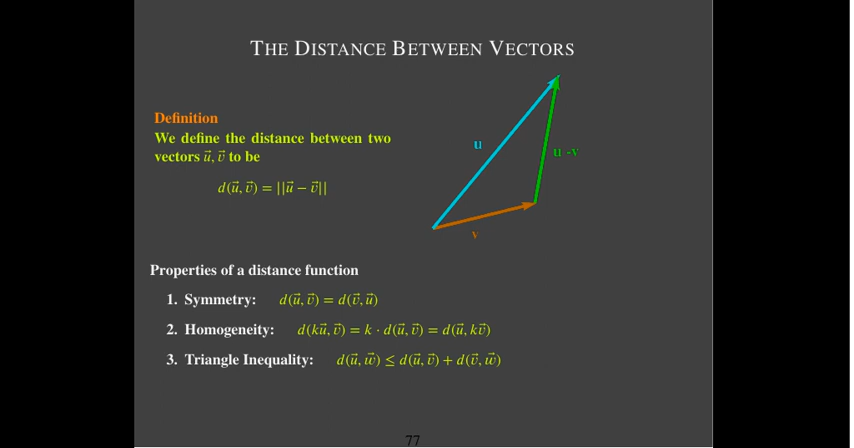 THE DISTANCE BETWEEN VECTORS
Definition
We define the distance between two
vectors u⃗, v⃗ to be
d(u⃗, v⃗) = ||u⃗ − v⃗||
u
u -v
v
Properties of a distance function
1. Symmetry: d(u⃗, v⃗) = d(v⃗, u⃗)
2. Homogeneity: d(ku⃗, v⃗) = k · d(u⃗, v⃗) = d(u⃗, kv⃗)
3. Triangle Inequality: d(u⃗, w⃗) ≤ d(u⃗, v⃗) + d(v⃗, w⃗)
77